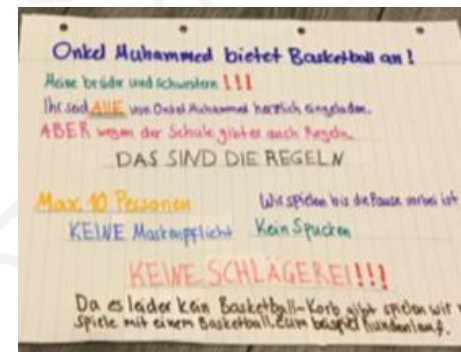 Onkel Muhammed bietet Basketball an!
Meine brüder und schwestern !!!
Ihr seid ALLE von Onkel Muhammed herzlich eingeladen.
ABER wegen der Schule gibt es auch Regeln.
DAS SIND DIE REGELN
Max. 10 Personen
Wir spielen bis die Pause vorbei ist
KEINE Maskenpflicht
Kein Spucken
KEINE SCHLÄGEREI!!!
Da es leider kein Basketball-Korb gibt spielen wir
Spiele mit einem Basketball. Zum beispiel Rundenlauf.